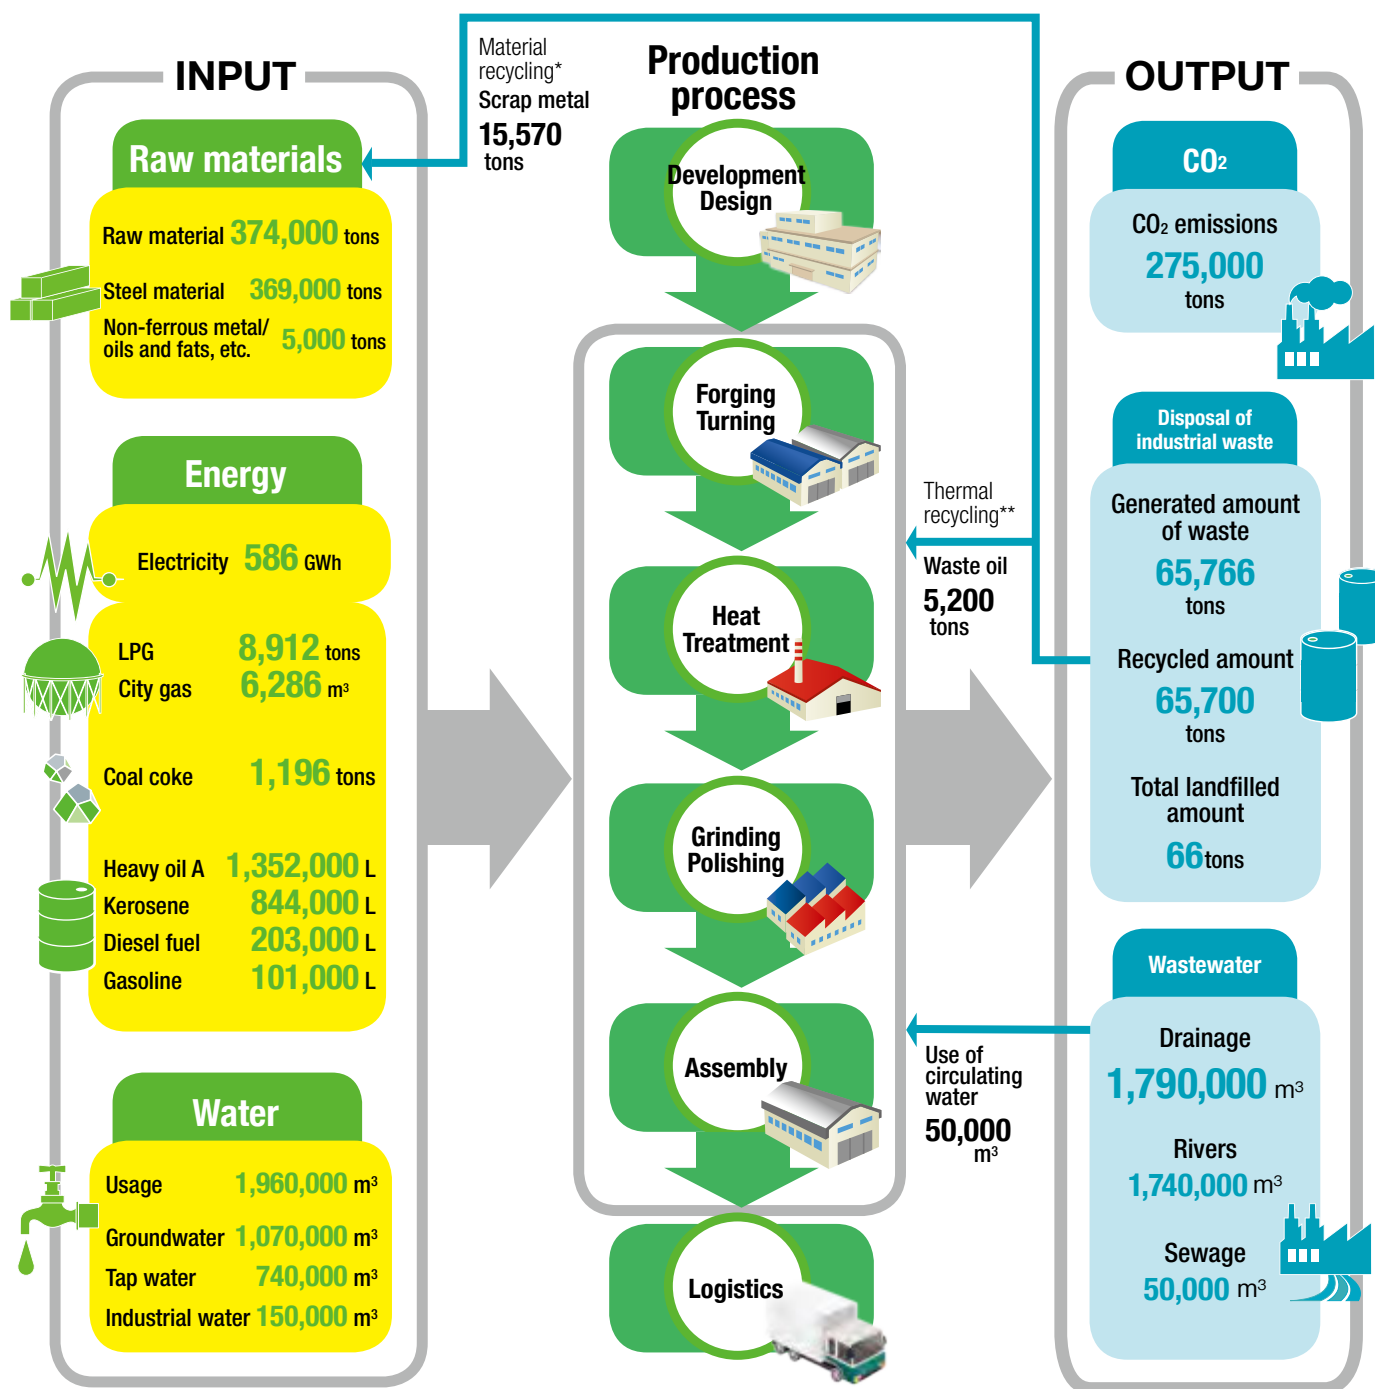 INPUT
Raw materials
Raw material 374,000 tons
Steel material 369,000 tons
Non-ferrous metal/
oils and fats, etc. 5,000 tons
Energy
Electricity 586 GWh
LPG 8,912 tons
City gas 6,286 m³
Coal coke 1,196 tons
Heavy oil A 1,352,000 L
Kerosene 844,000 L
Diesel fuel 203,000 L
Gasoline 101,000 L
Water
Usage 1,960,000 m³
Groundwater 1,070,000 m³
Tap water 740,000 m³
Industrial water 150,000 m³
Material
recycling*
Scrap metal
15,570
tons
Production
process
Development
Design
Forging
Turning
Heat
Treatment
Grinding
Polishing
Assembly
Logistics
Thermal
recycling**
Waste oil
5,200
tons
Use of
circulating
water
50,000
m³
OUTPUT
CO₂
CO₂ emissions
275,000
tons
Disposal of
industrial waste
Generated amount
of waste
65,766
tons
Recycled amount
65,700
tons
Total landfilled
amount
66 tons
Wastewater
Drainage
1,790,000 m³
Rivers
1,740,000 m³
Sewage
50,000 m³